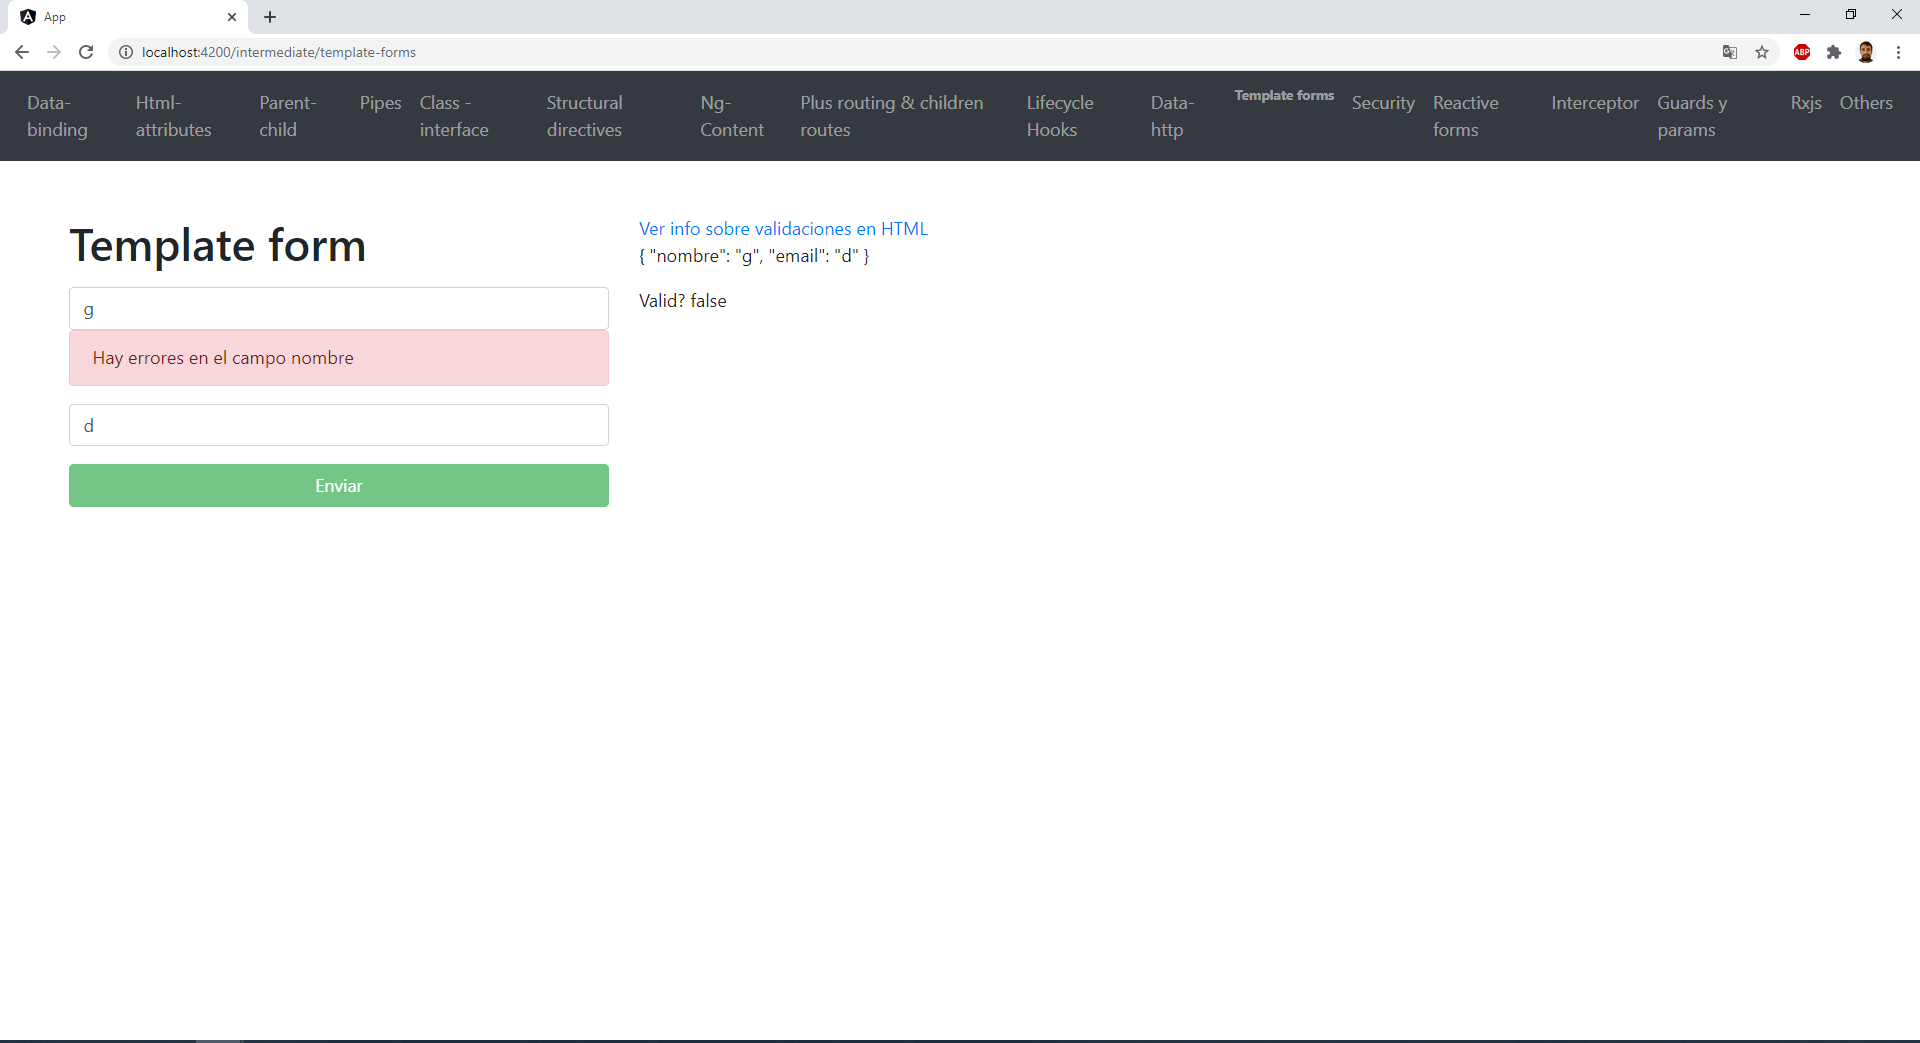 App
localhost:4200/intermediate/template-forms
ABP
Data-
binding
Html-
attributes
Parent-
child
Pipes
Class -
interface
Structural
directives
Ng-
Content
Plus routing & children
routes
Lifecycle
Hooks
Data-
http
Template forms
Security
Reactive
forms
Interceptor
Guards y
params
Rxjs
Others
Template form
g
Hay errores en el campo nombre
d
Enviar
Ver info sobre validaciones en HTML
{ "nombre": "g", "email": "d" }
Valid? false